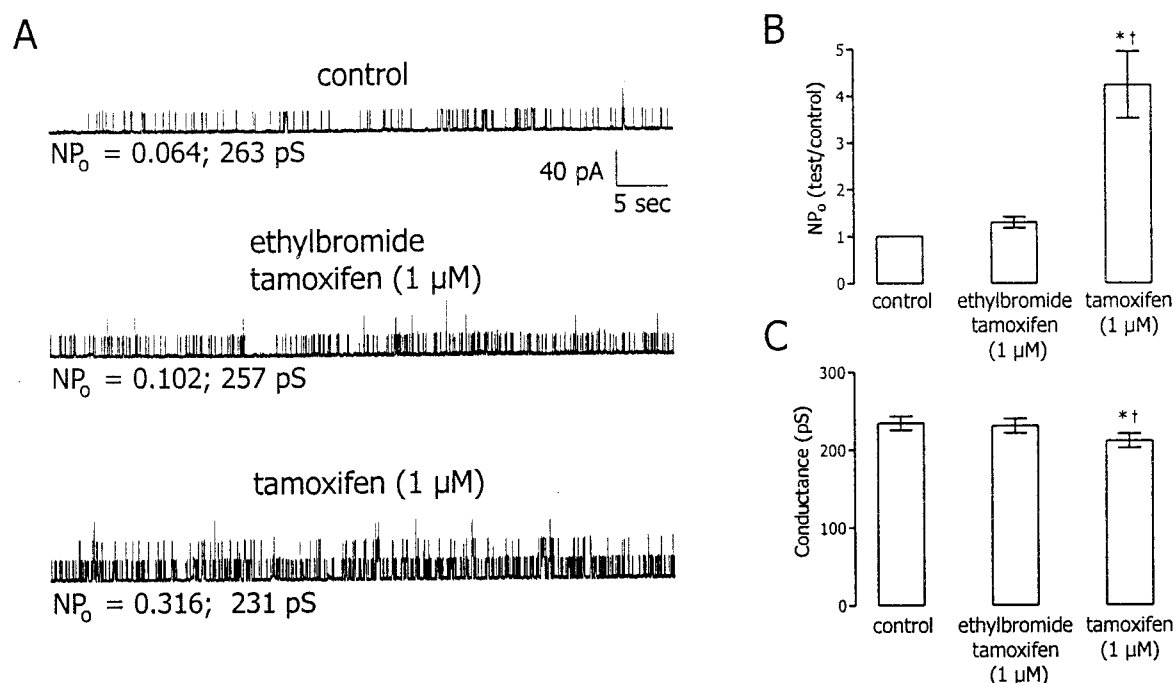 A
control
NPo = 0.064; 263 pS
40 pA
5 sec
ethylbromide
tamoxifen (1 µM)
NPo = 0.102; 257 pS
tamoxifen (1 µM)
NPo = 0.316; 231 pS
B
NPo (test/control)
5
4
3
2
1
0
*†
control
ethylbromide
tamoxifen
(1 µM)
tamoxifen
(1 µM)
C
Conductance (pS)
300
200
100
0
*†
control
ethylbromide
tamoxifen
(1 µM)
tamoxifen
(1 µM)